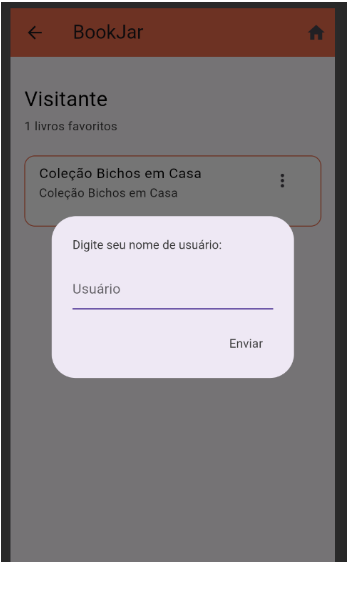 BookJar
Visitante
1 livros favoritos
Coleção Bichos em Casa
Coleção Bichos em Casa
Digite seu nome de usuário:
Usuário
Enviar